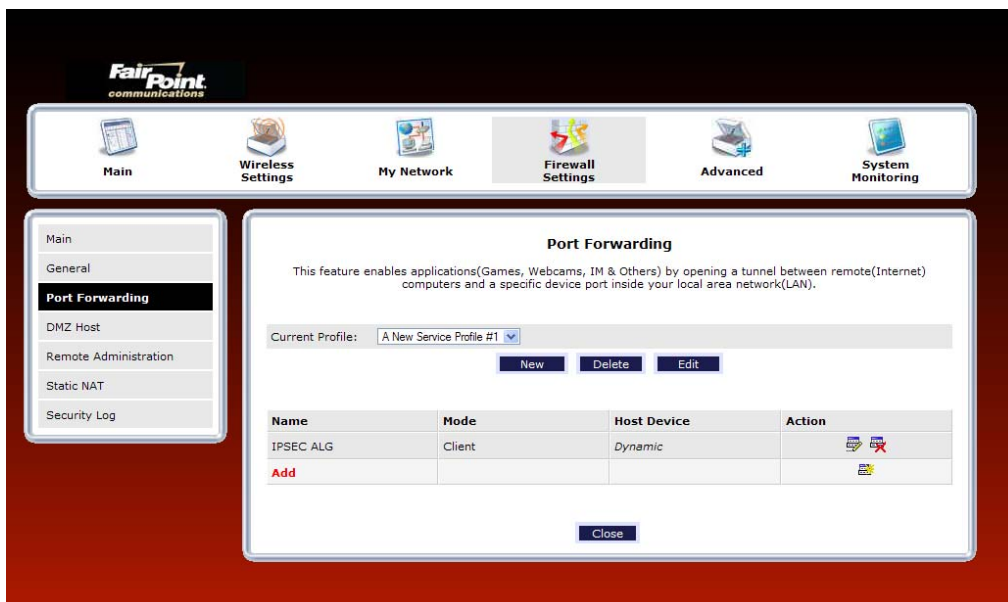 Fair Point.
communications
Main
Wireless
Settings
My Network
Firewall
Settings
Advanced
System
Monitoring
Main
General
Port Forwarding
DMZ Host
Remote Administration
Static NAT
Security Log
Port Forwarding
This feature enables applications(Games, Webcams, IM & Others) by opening a tunnel between remote(Internet)
computers and a specific device port inside your local area network(LAN).
Current Profile: A New Service Profile #1
New Delete Edit
Name Mode Host Device Action
IPSEC ALG Client Dynamic
Add
Close